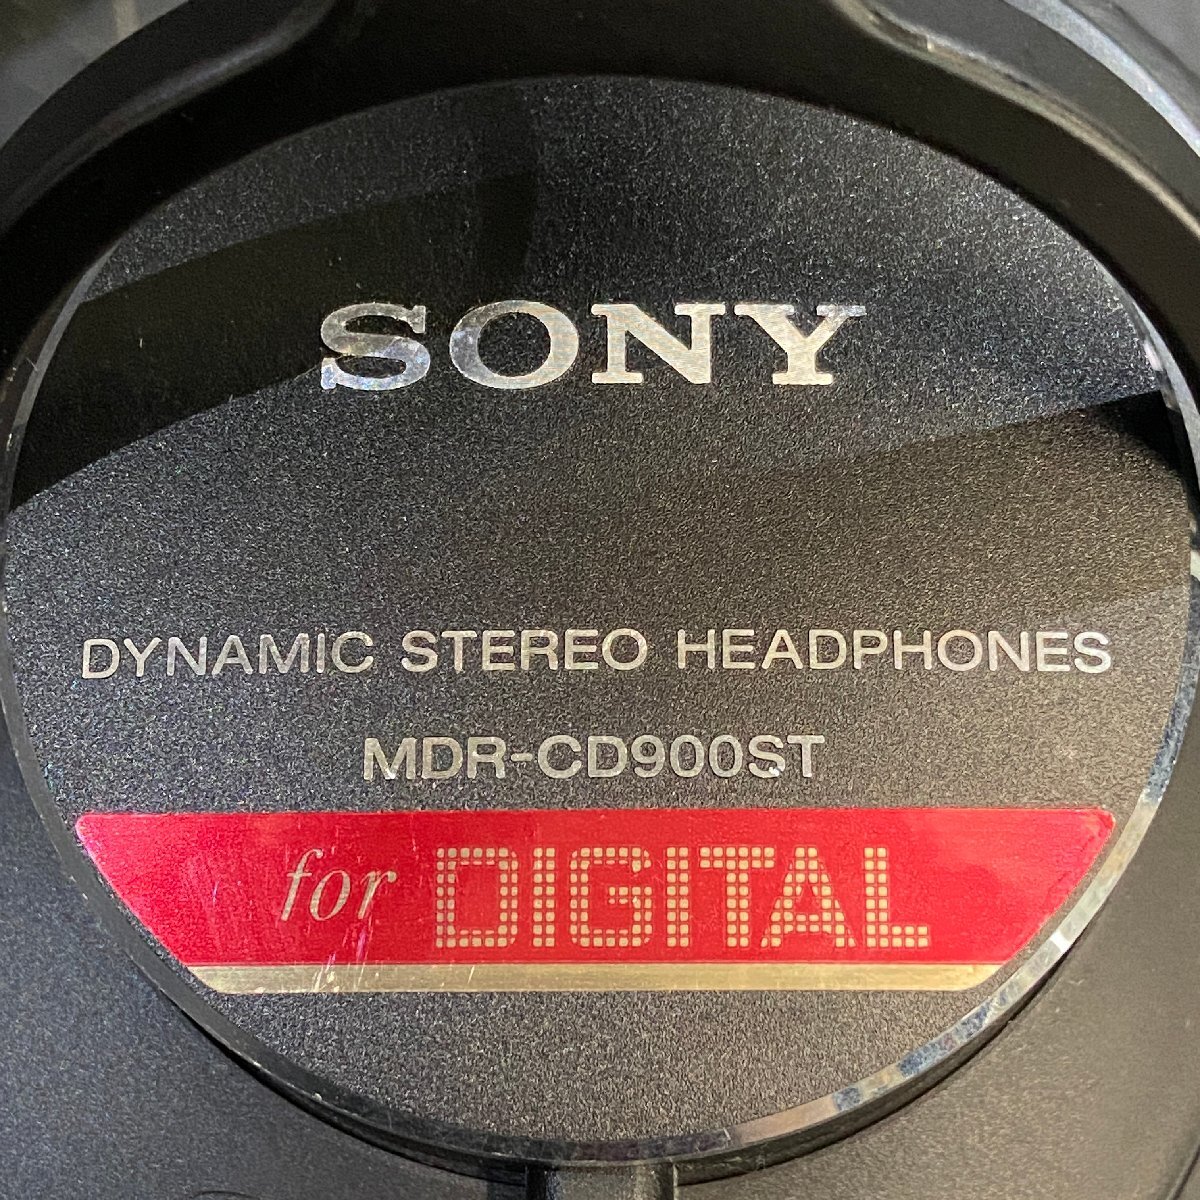 SONY
DYNAMIC STEREO HEADPHONES
MDR-CD900ST
for DIGITAL